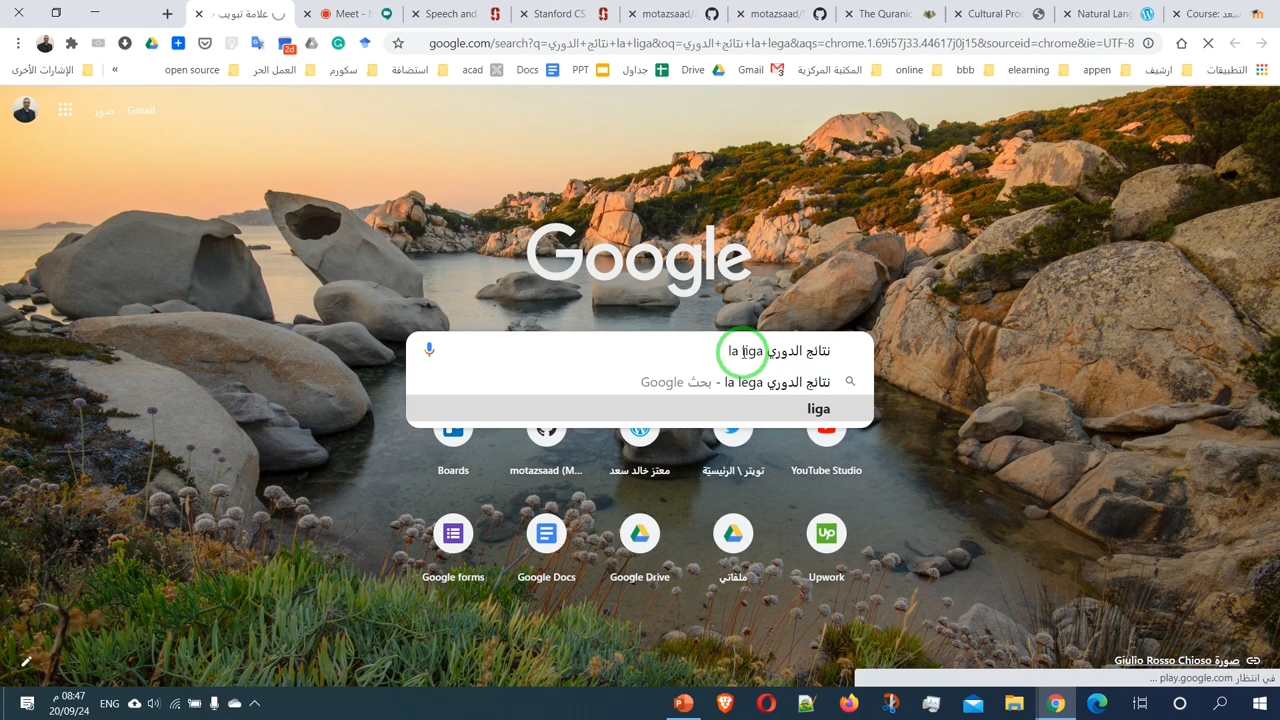 علامة تبويب ج
Meet - N
Speech and
Stanford CS
motazsaad/
motazsaad/
The Quranic
Cultural Pro
Natural Lang
Course: سعد
google.com/search?q=نتائج+الدوري+la+liga&oq=نتائج+الدوري+la+lega&aqs=chrome.1.69i57j33.44617j0j15&sourceid=chrome&ie=UTF-8
2d
التطبيقات
ارشيف
appen
elearning
bbb
online
المكتبة المركزية
Gmail
Drive
جداول
PPT
Docs
acad
استضافة
سكورم
العمل الحر
open source
»
الإشارات الأخرى
صور
Gmail
Google
نتائج الدوري la liga
نتائج الدوري la lega - بحث Google
liga
Boards
motazsaad (M...
معتز خالد سعد
تويتر \ الرئيسيّة
YouTube Studio
Google forms
Google Docs
Google Drive
ملفاتي
Up
Upwork
صورة Giulio Rosso Chioso
في انتظار play.google.com ...
08:47 م
20/09/24
ENG